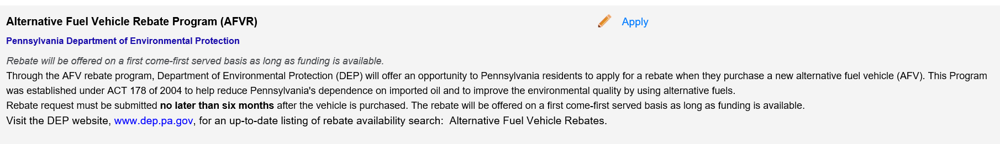 Alternative Fuel Vehicle Rebate Program (AFVR)
Apply
Pennsylvania Department of Environmental Protection
Rebate will be offered on a first come-first served basis as long as funding is available.
Through the AFV rebate program, Department of Environmental Protection (DEP) will offer an opportunity to Pennsylvania residents to apply for a rebate when they purchase a new alternative fuel vehicle (AFV). This Program
was established under ACT 178 of 2004 to help reduce Pennsylvania's dependence on imported oil and to improve the environmental quality by using alternative fuels.
Rebate request must be submitted no later than six months after the vehicle is purchased. The rebate will be offered on a first come-first served basis as long as funding is available.
Visit the DEP website, www.dep.pa.gov, for an up-to-date listing of rebate availability search:  Alternative Fuel Vehicle Rebates.